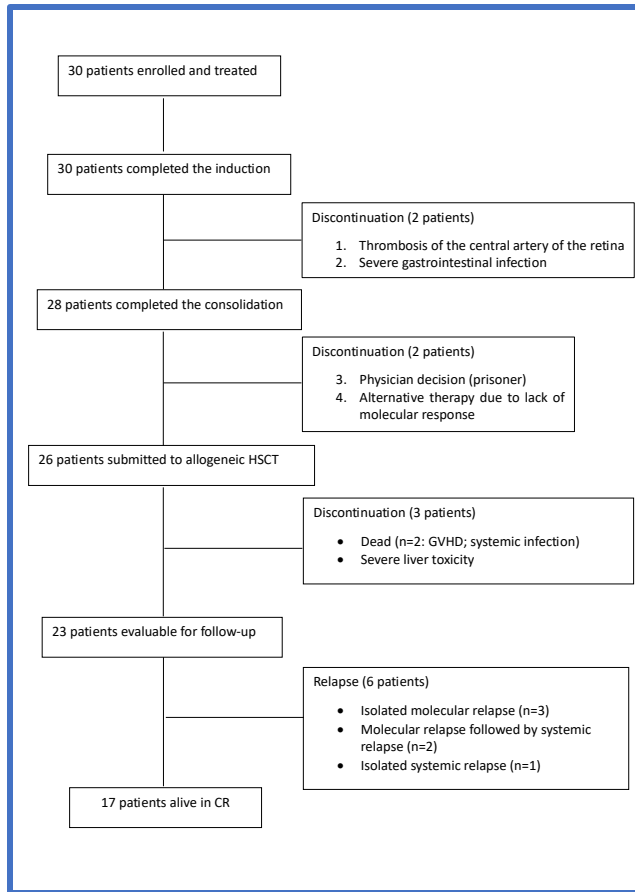 30 patients enrolled and treated
30 patients completed the induction
Discontinuation (2 patients)
1. Thrombosis of the central artery of the retina
2. Severe gastrointestinal infection
28 patients completed the consolidation
Discontinuation (2 patients)
3. Physician decision (prisoner)
4. Alternative therapy due to lack of
molecular response
26 patients submitted to allogeneic HSCT
Discontinuation (3 patients)
• Dead (n=2: GVHD; systemic infection)
• Severe liver toxicity
23 patients evaluable for follow-up
Relapse (6 patients)
• Isolated molecular relapse (n=3)
• Molecular relapse followed by systemic
relapse (n=2)
• Isolated systemic relapse (n=1)
17 patients alive in CR